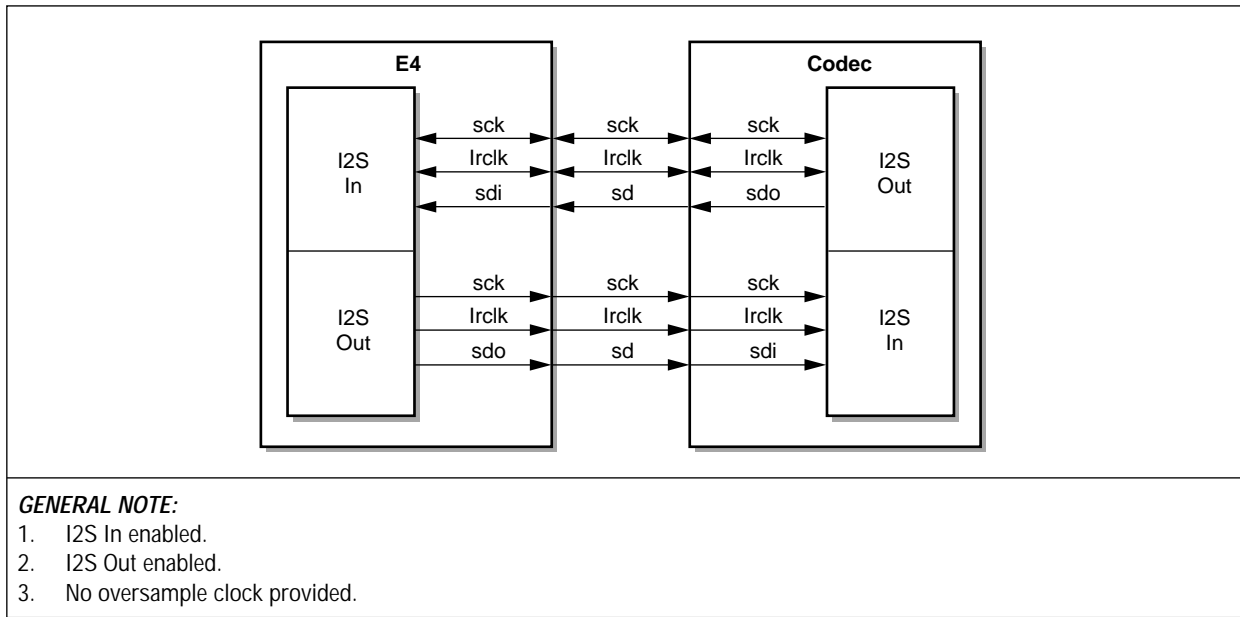 E4 Codec
sck sck sck
lrclk lrclk lrclk
I2S
In
I2S
Out
sdi sd sdo
sck sck sck
I2S
Out
lrclk lrclk lrclk
I2S
In
sdo sd sdi
GENERAL NOTE:
1. I2S In enabled.
2. I2S Out enabled.
3. No oversample clock provided.